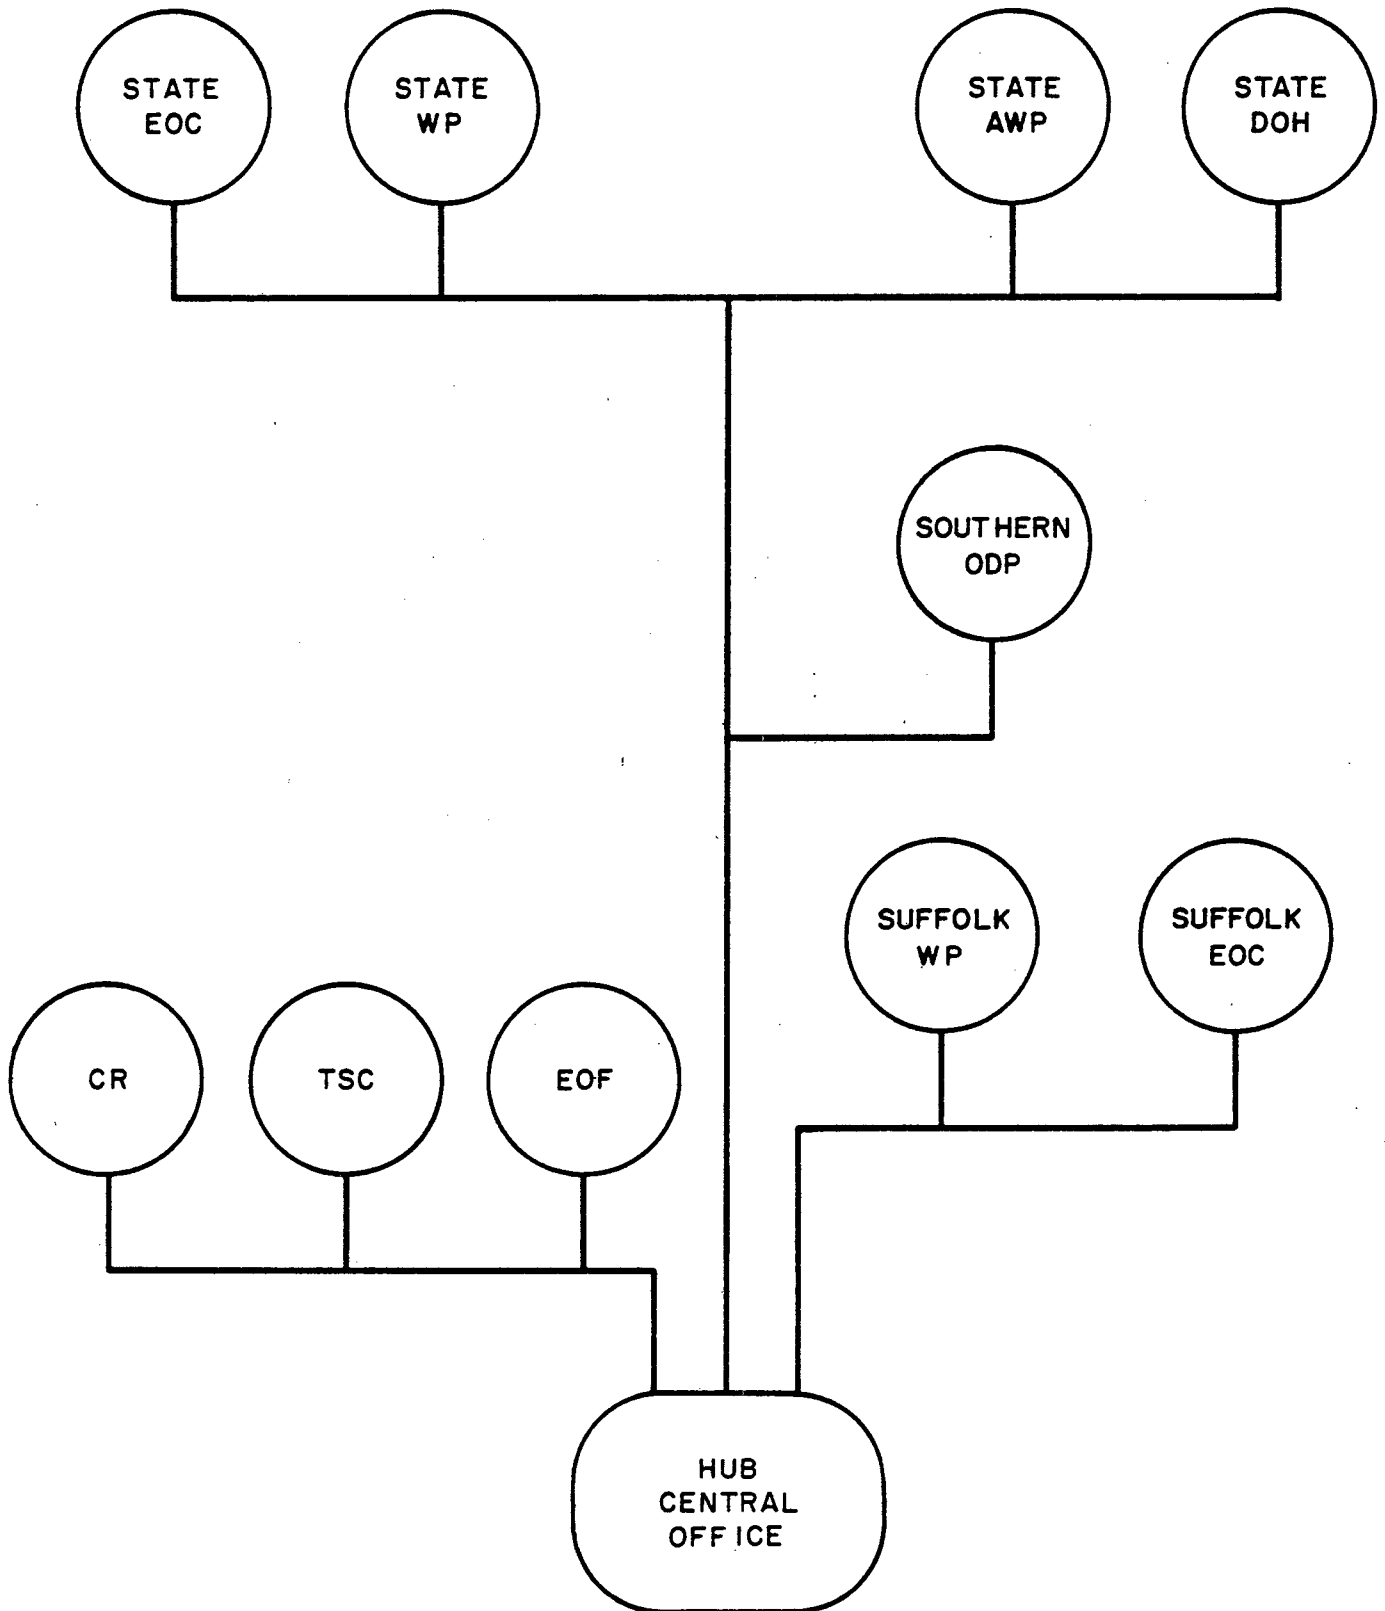 STATE
EOC
STATE
WP
STATE
AWP
STATE
DOH
SOUTHERN
ODP
SUFFOLK
WP
SUFFOLK
EOC
CR
TSC
EOF
HUB
CENTRAL
OFFICE